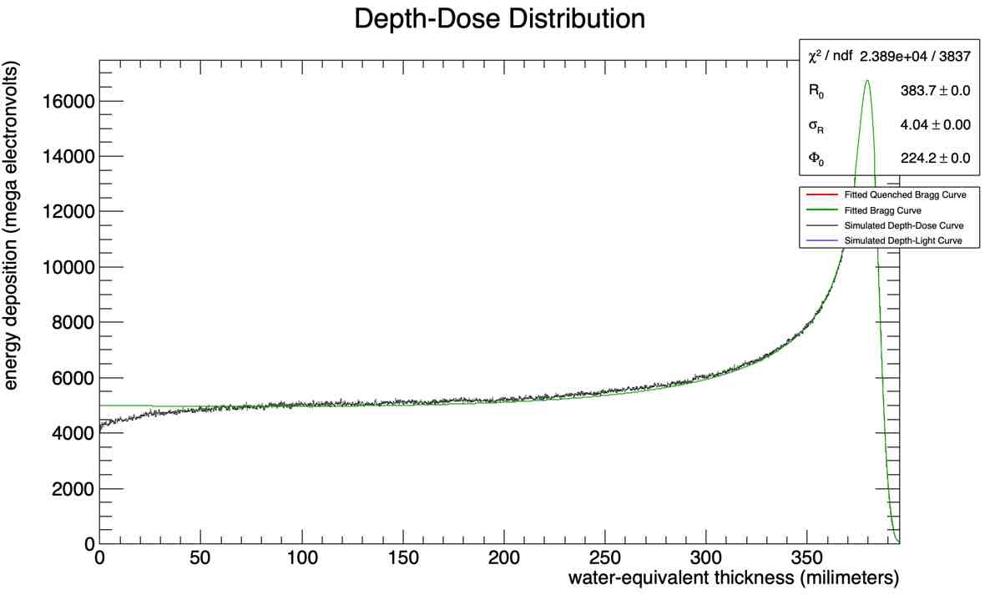 Depth-Dose Distribution
χ² / ndf 2.389e+04 / 3837
R₀ 383.7 ± 0.0
σ_R 4.04 ± 0.00
Φ₀ 224.2 ± 0.0
Fitted Quenched Bragg Curve
Fitted Bragg Curve
Simulated Depth-Dose Curve
Simulated Depth-Light Curve
energy deposition (mega electronvolts)
16000
14000
12000
10000
8000
6000
4000
2000
0
0 50 100 150 200 250 300 350
water-equivalent thickness (milimeters)